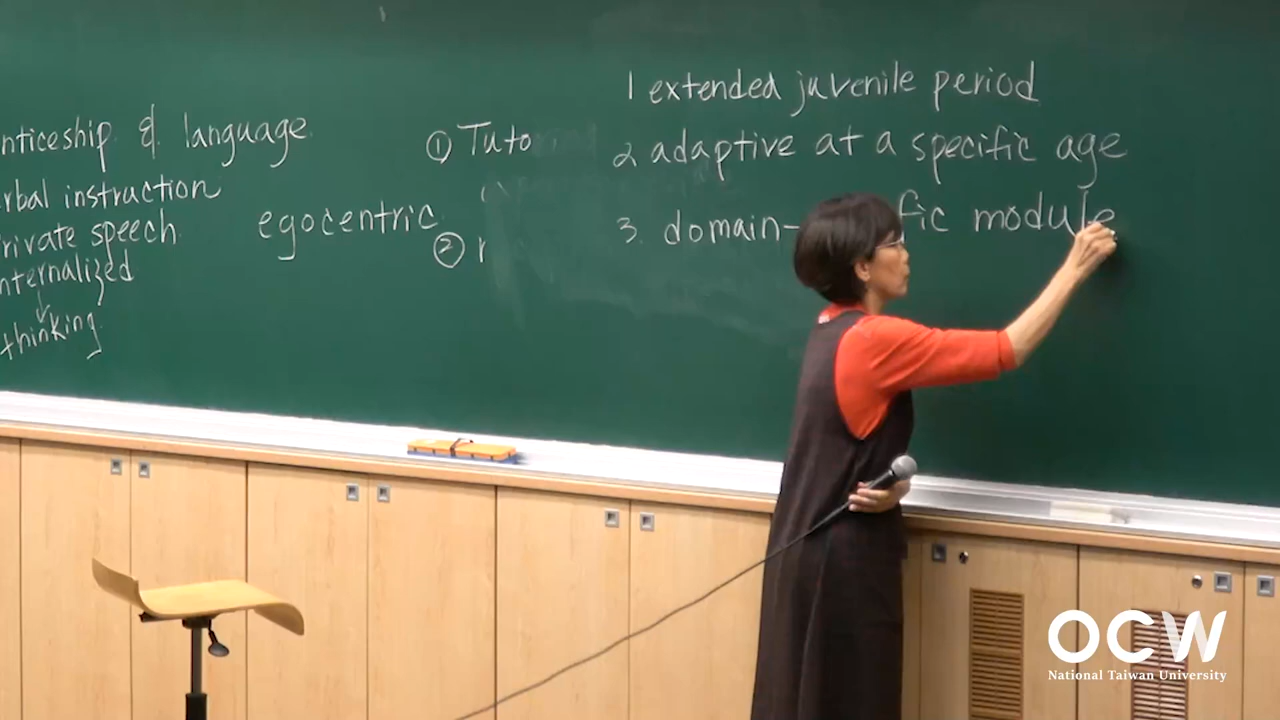 nticeship & language
rbal instruction
rivate speech
nternalized
thinking
egocentric
① Tuto
②
1 extended juvenile period
2 adaptive at a specific age
3. domain- fic module
OCW
National Taiwan University